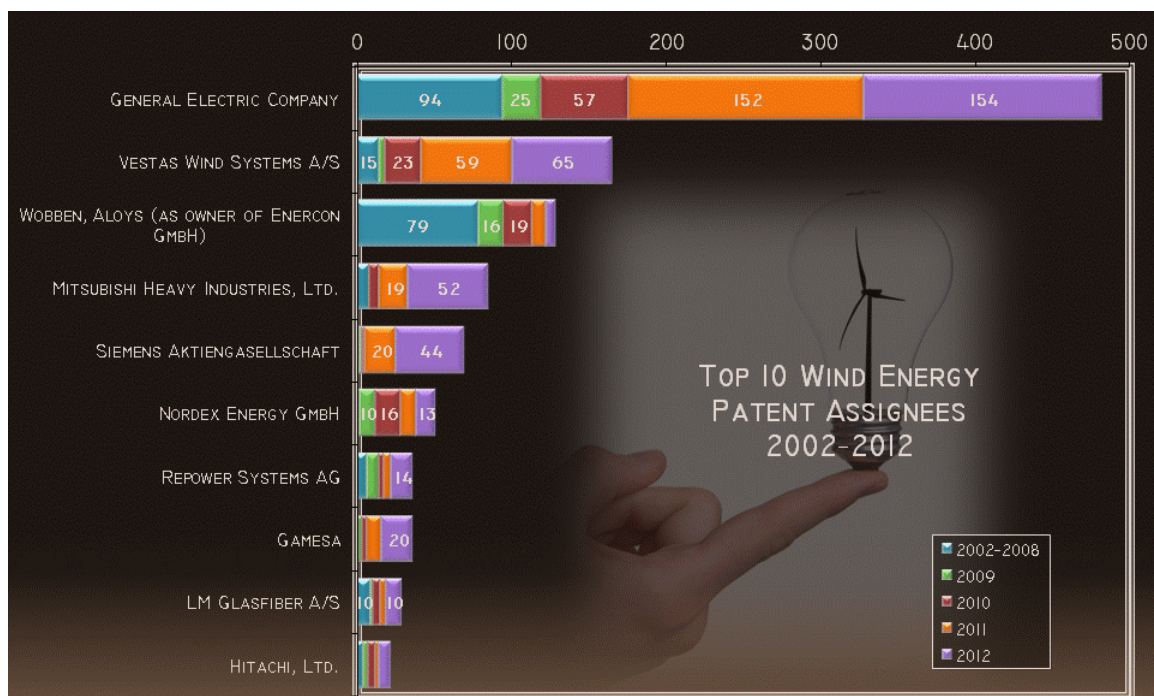 0 100 200 300 400 500
General Electric Company 94 25 57 152 154
Vestas Wind Systems A/S 15 23 59 65
Wobben, Aloys (as owner of Enercon
GmbH) 79 16 19
Mitsubishi Heavy Industries, Ltd. 19 52
Siemens Aktiengasellschaft 20 44
Nordex Energy GmbH 10 16 13
Repower Systems AG 14
Gamesa 20
LM Glasfiber A/S 10 10
Hitachi, Ltd.
Top 10 Wind Energy
Patent Assignees
2002-2012
2002-2008
2009
2010
2011
2012